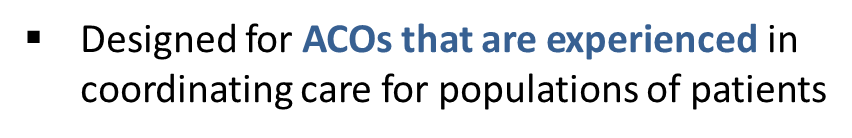 ▪ Designed for ACOs that are experienced in
coordinating care for populations of patients